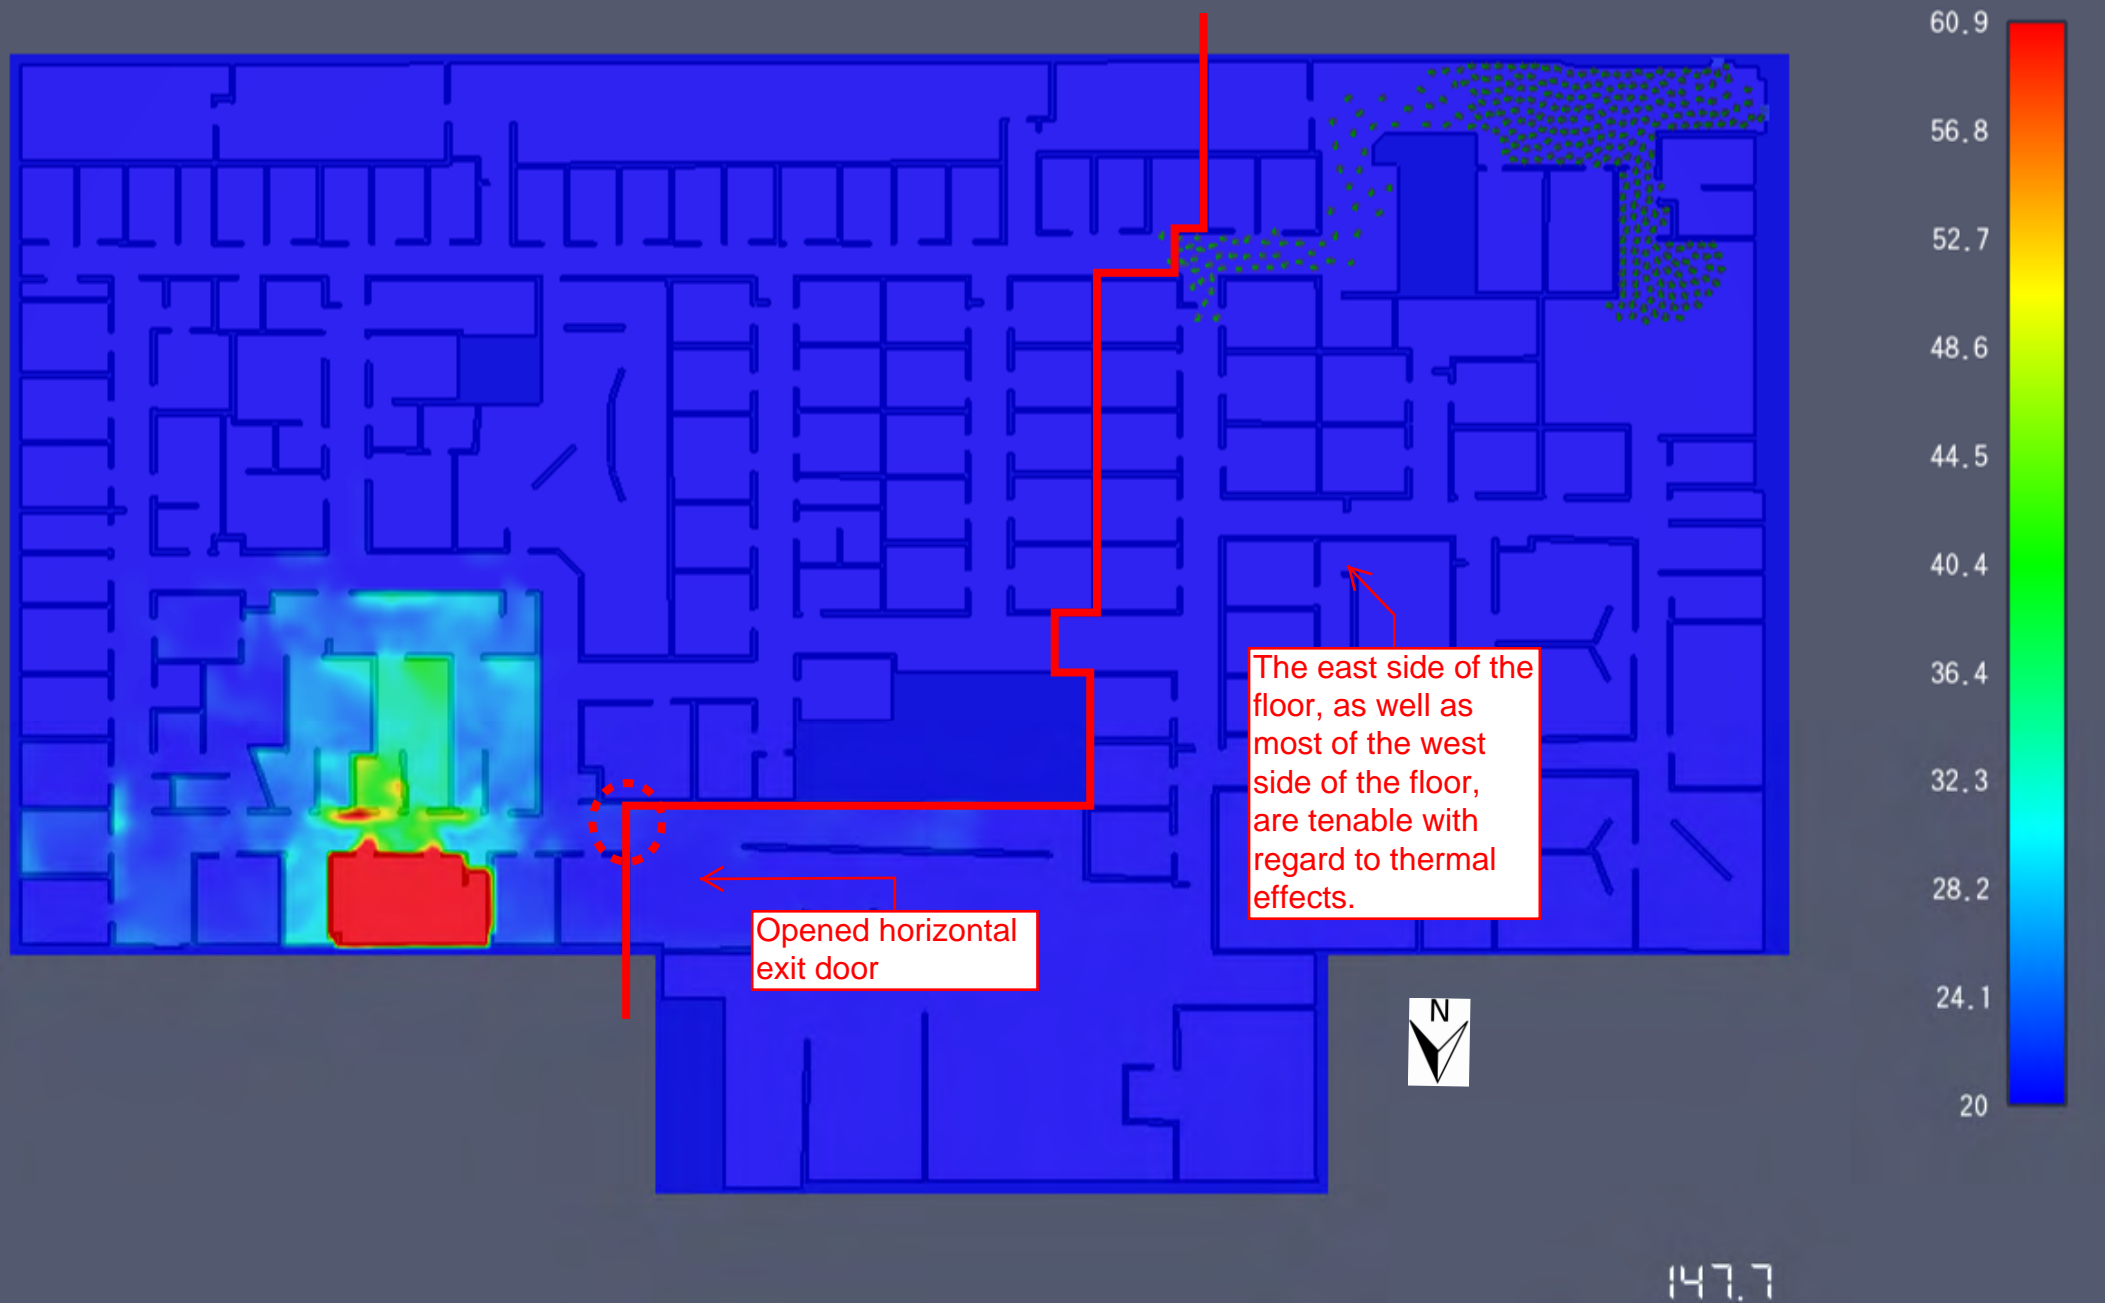 60.9
56.8
52.7
48.6
44.5
40.4
36.4
32.3
28.2
24.1
20
The east side of the
floor, as well as
most of the west
side of the floor,
are tenable with
regard to thermal
effects.
Opened horizontal
exit door
N
147.7